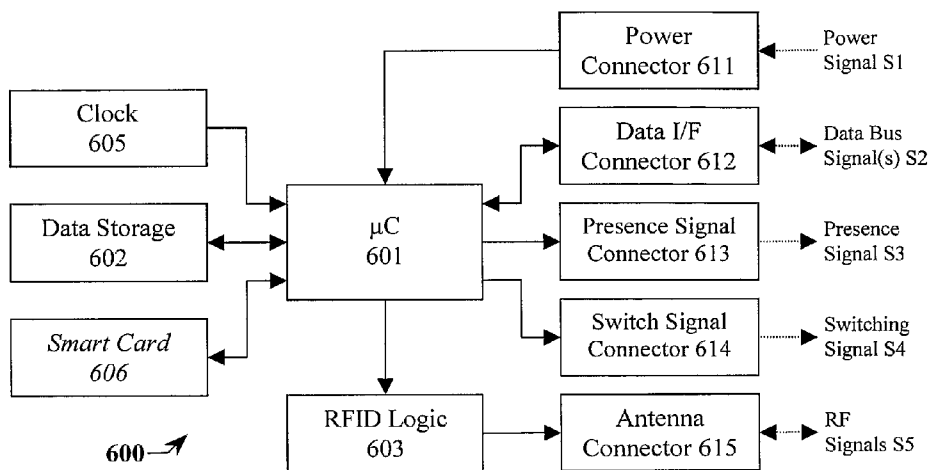 Power
Connector 611
Power
Signal S1
Clock
605
Data I/F
Connector 612
Data Bus
Signal(s) S2
Data Storage
602
μC
601
Presence Signal
Connector 613
Presence
Signal S3
Smart Card
606
Switch Signal
Connector 614
Switching
Signal S4
600
RFID Logic
603
Antenna
Connector 615
RF
Signals S5